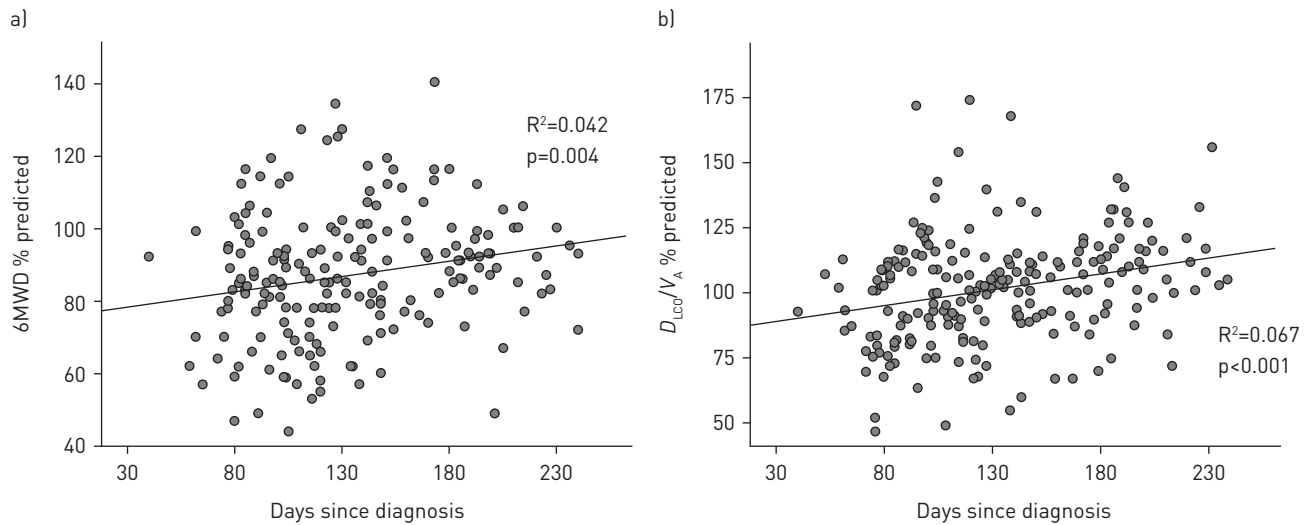 a)
6MWD % predicted
140
120
100
80
60
40
R²=0.042
p=0.004
30 80 130 180 230
Days since diagnosis
b)
DLCO/VA % predicted
175
150
125
100
75
50
R²=0.067
p<0.001
30 80 130 180 230
Days since diagnosis